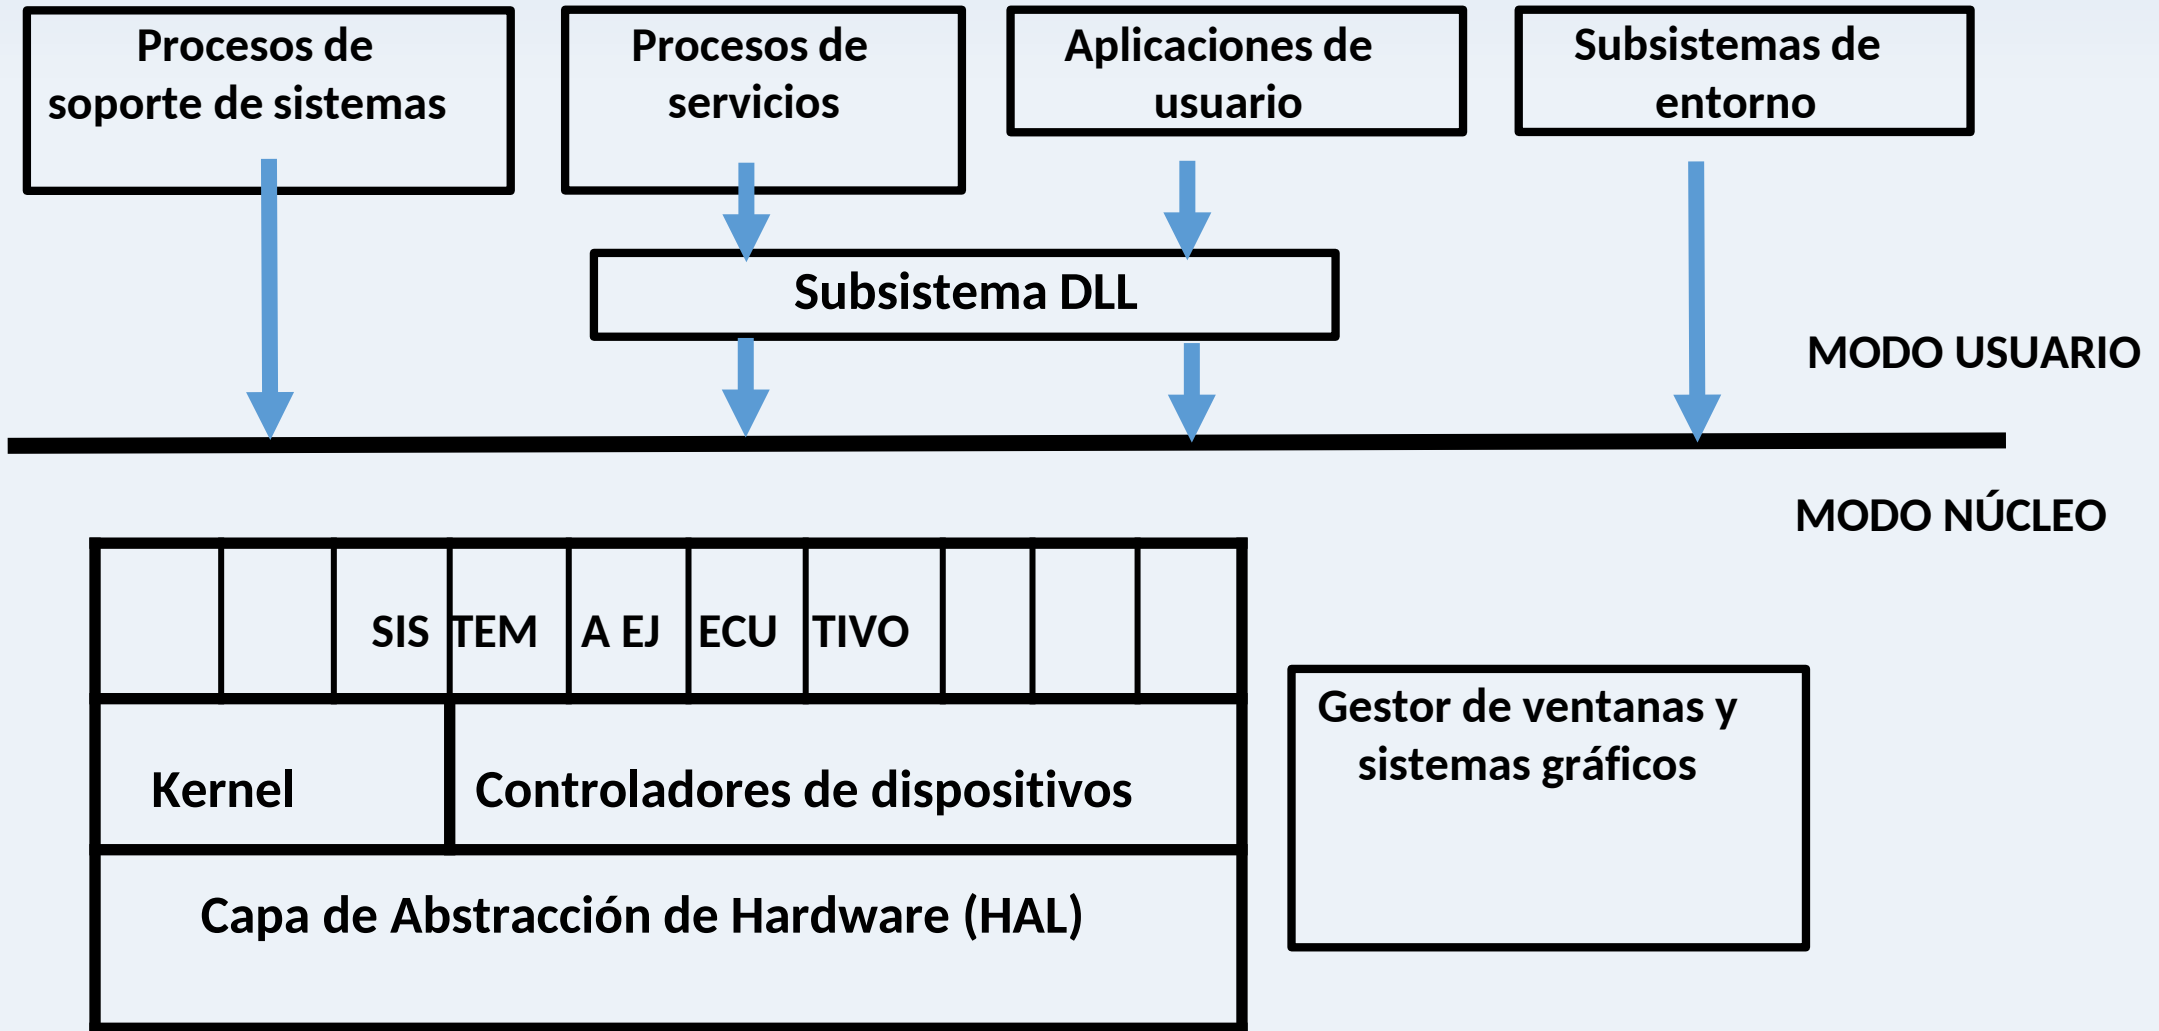 Procesos de
soporte de sistemas
Procesos de
servicios
Aplicaciones de
usuario
Subsistemas de
entorno
Subsistema DLL
MODO USUARIO
MODO NÚCLEO
SIS TEM A EJ ECU TIVO
Gestor de ventanas y
sistemas gráficos
Kernel
Controladores de dispositivos
Capa de Abstracción de Hardware (HAL)